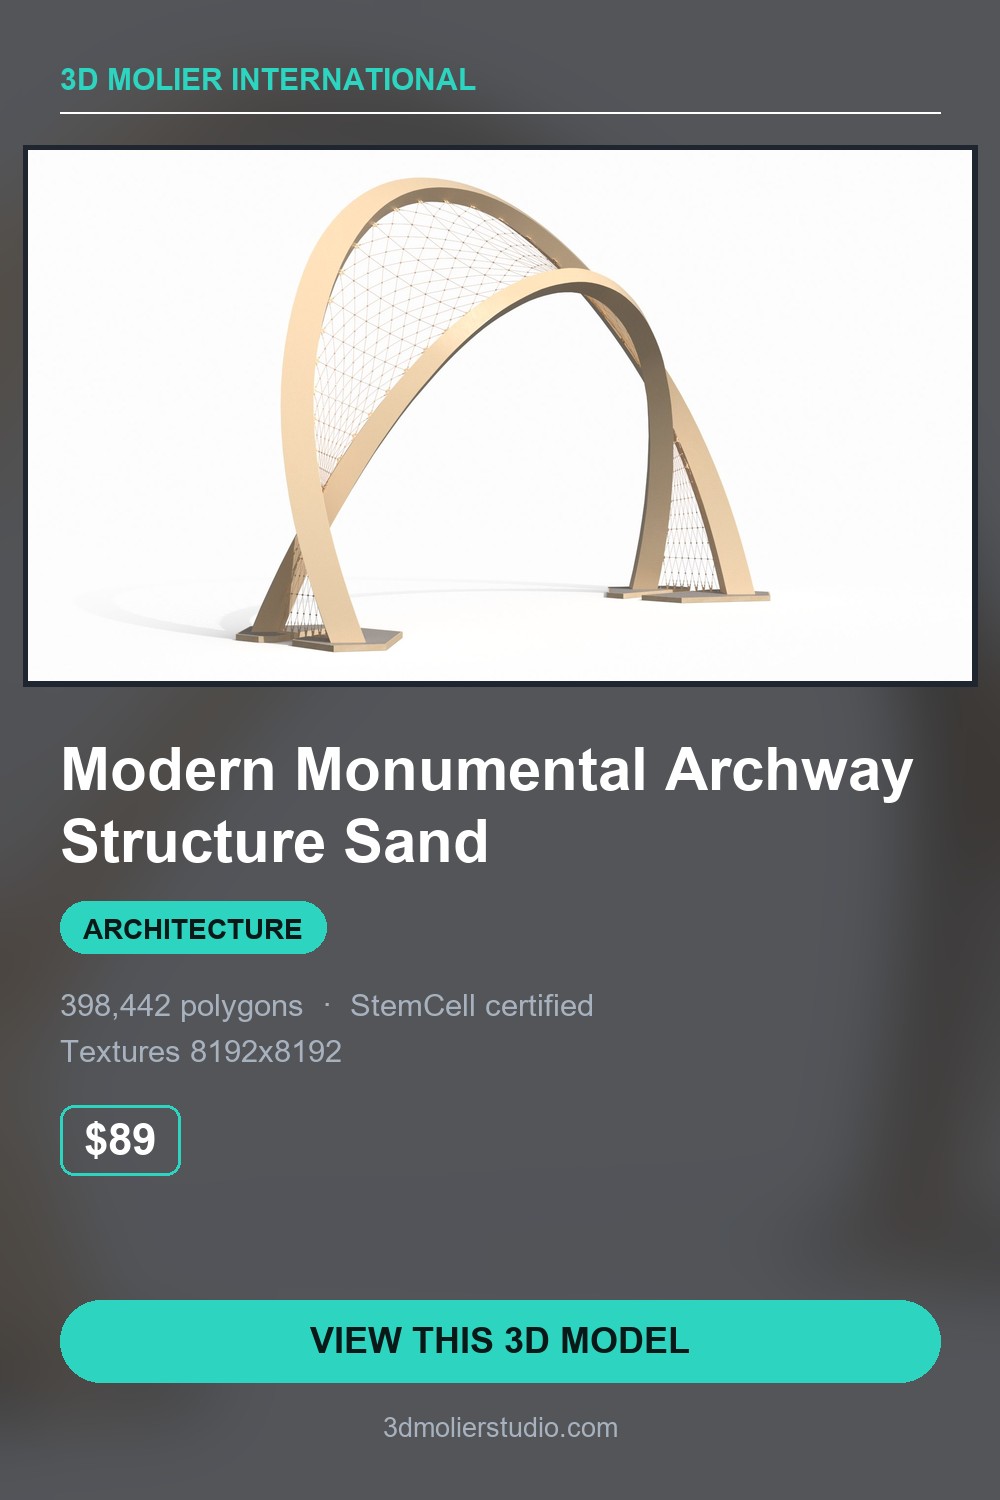 3D MOLIER INTERNATIONAL
Modern Monumental Archway
Structure Sand
ARCHITECTURE
398,442 polygons · StemCell certified
Textures 8192x8192
$89
VIEW THIS 3D MODEL
3dmolierstudio.com